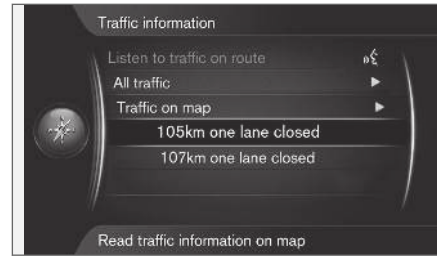 Traffic information
Listen to traffic on route
All traffic
Traffic on map
105km one lane closed
107km one lane closed
Read traffic information on map